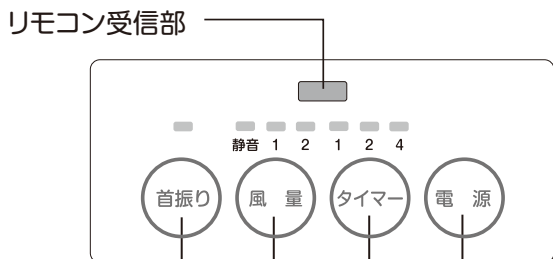 リモコン受信部
静音 1 2 1 2 4
首振り 風量 タイマー 電源